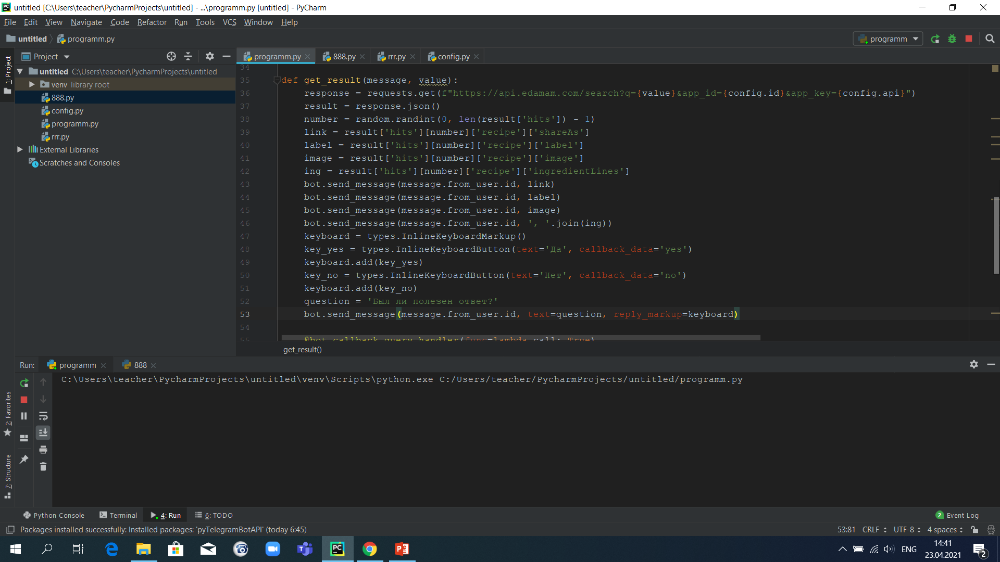 untitled [C:\Users\teacher\PycharmProjects\untitled] - ...\programm.py [untitled] - PyCharm
File Edit View Navigate Code Refactor Run Tools VCS Window Help
untitled programm.py
programm
1: Project
Project
programm.py 888.py rrr.py config.py
untitled C:\Users\teacher\PycharmProjects\untitled
venv library root
888.py
config.py
programm.py
rrr.py
External Libraries
Scratches and Consoles
34
35 def get_result(message, value):
36 response = requests.get(f"https://api.edamam.com/search?q={value}&app_id={config.id}&app_key={config.api}")
37 result = response.json()
38 number = random.randint(0, len(result['hits']) - 1)
39 link = result['hits'][number]['recipe']['shareAs']
40 label = result['hits'][number]['recipe']['label']
41 image = result['hits'][number]['recipe']['image']
42 ing = result['hits'][number]['recipe']['ingredientLines']
43 bot.send_message(message.from_user.id, link)
44 bot.send_message(message.from_user.id, label)
45 bot.send_message(message.from_user.id, image)
46 bot.send_message(message.from_user.id, ', '.join(ing))
47 keyboard = types.InlineKeyboardMarkup()
48 key_yes = types.InlineKeyboardButton(text='Да', callback_data='yes')
49 keyboard.add(key_yes)
50 key_no = types.InlineKeyboardButton(text='Нет', callback_data='no')
51 keyboard.add(key_no)
52 question = 'Был ли полезен ответ?'
53 bot.send_message(message.from_user.id, text=question, reply_markup=keyboard)
54
55 @bot.callback_query_handler(func=lambda call: True)
get_result()
Run: programm 888
C:\Users\teacher\PycharmProjects\untitled\venv\Scripts\python.exe C:/Users/teacher/PycharmProjects/untitled/programm.py
2: Favorites
7: Structure
Python Console Terminal 4: Run 6: TODO
2 Event Log
Packages installed successfully: Installed packages: 'pyTelegramBotAPI' (today 6:45)
53:81 CRLF UTF-8 4 spaces
ENG
14:41
23.04.2021
2